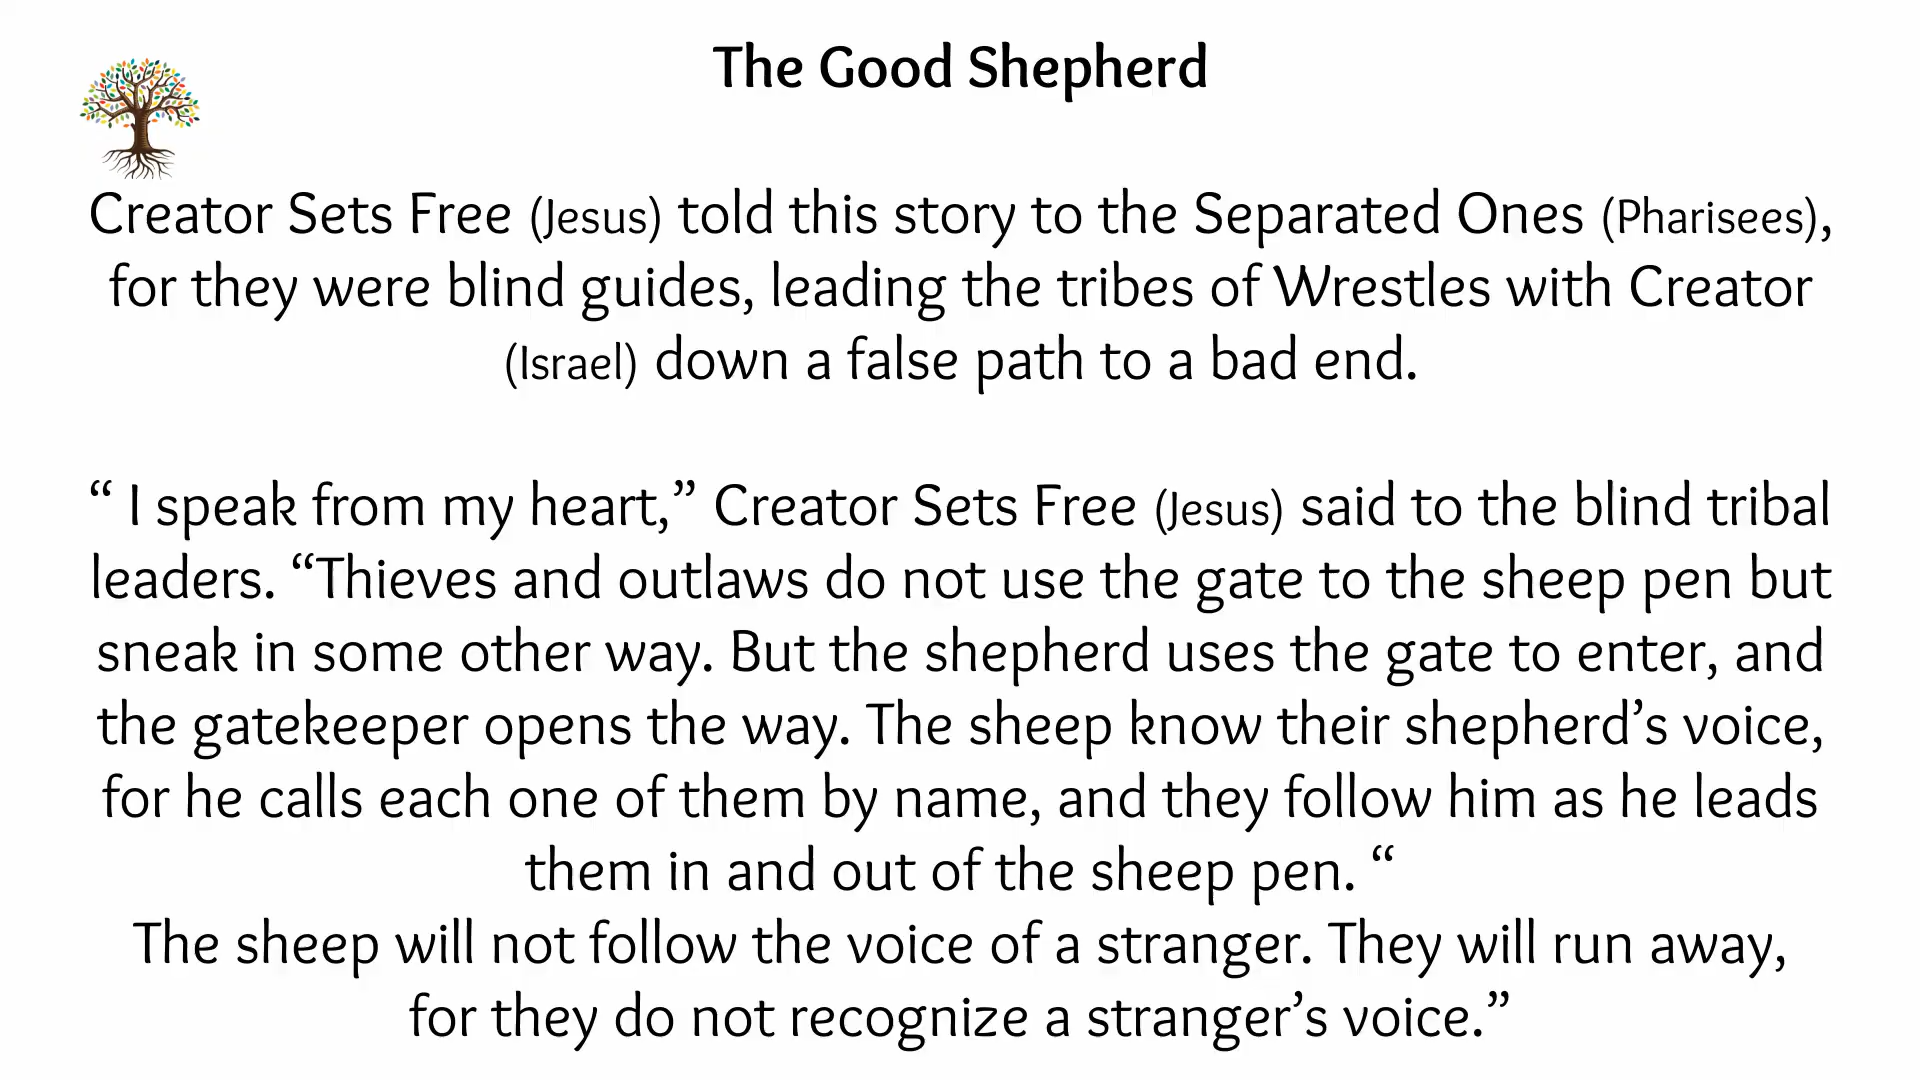 The Good Shepherd
Creator Sets Free (Jesus) told this story to the Separated Ones (Pharisees),
for they were blind guides, leading the tribes of Wrestles with Creator
(Israel) down a false path to a bad end.
“ I speak from my heart,” Creator Sets Free (Jesus) said to the blind tribal
leaders. “Thieves and outlaws do not use the gate to the sheep pen but
sneak in some other way. But the shepherd uses the gate to enter, and
the gatekeeper opens the way. The sheep know their shepherd’s voice,
for he calls each one of them by name, and they follow him as he leads
them in and out of the sheep pen. “
The sheep will not follow the voice of a stranger. They will run away,
for they do not recognize a stranger’s voice.”